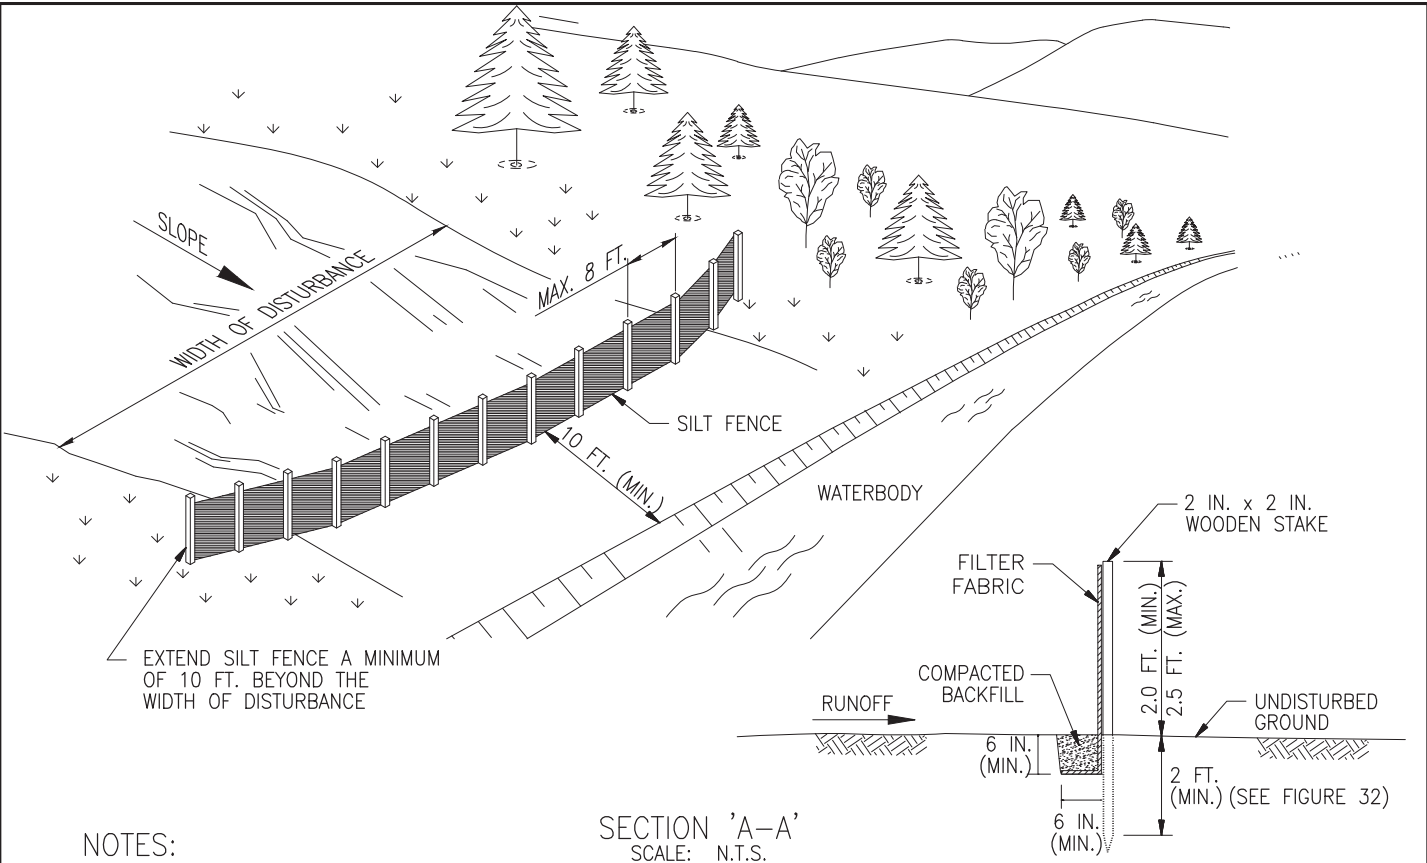 SLOPE
WIDTH OF DISTURBANCE
MAX. 8 FT.
SILT FENCE
10 FT. (MIN.)
WATERBODY
EXTEND SILT FENCE A MINIMUM
OF 10 FT. BEYOND THE
WIDTH OF DISTURBANCE
2 IN. x 2 IN.
WOODEN STAKE
FILTER
FABRIC
2.0 FT. (MIN.)
2.5 FT. (MAX.)
COMPACTED
BACKFILL
RUNOFF
UNDISTURBED
GROUND
6 IN.
(MIN.)
2 FT.
(MIN.) (SEE FIGURE 32)
6 IN.
(MIN.)
SECTION 'A-A'
SCALE: N.T.S.
NOTES: